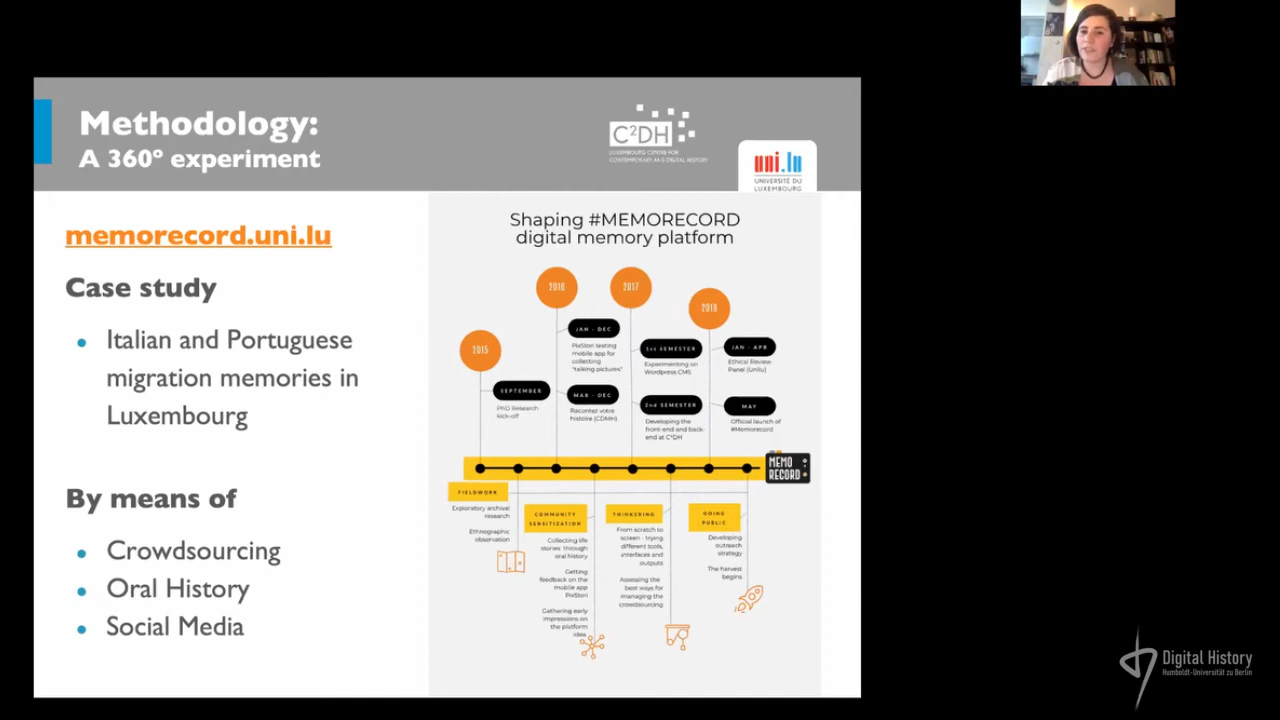 Methodology:
A 360º experiment
C²DH
LUXEMBOURG CENTRE FOR
CONTEMPORARY AND DIGITAL HISTORY
uni.lu
UNIVERSITÉ DU
LUXEMBOURG
memorecord.uni.lu
Case study
• Italian and Portuguese
migration memories in
Luxembourg
By means of
• Crowdsourcing
• Oral History
• Social Media
Shaping #MEMORECORD
digital memory platform
2015
SEPTEMBER
PhD Research
kick-off
2016
JAN - DEC
PixStori testing
mobile app for
collecting
"talking pictures"
MAR - DEC
Racontez votre
histoire (CDMH)
2017
1st SEMESTER
Experimenting on
Wordpress CMS
2nd SEMESTER
Developing the
front-end and back-
end at C²DH
2018
JAN - APR
Ethical Review
Panel (Unilu)
MAY
Official launch of
#Memorecord
MEMO
RECORD
FIELDWORK
Exploratory archival
research
Ethnographic
observation
COMMUNITY
SENSITIZATION
Collecting life
stories through
oral history
Getting
feedback on the
mobile app
PixStori
Gathering early
impressions on
the platform
idea
THINKERING
From scratch to
screen - trying
different tools,
interfaces and
outputs
Assessing the
best ways for
managing the
crowdsourcing
GOING
PUBLIC
Developing
outreach
strategy
The harvest
begins
Digital History
Humboldt-Universität zu Berlin